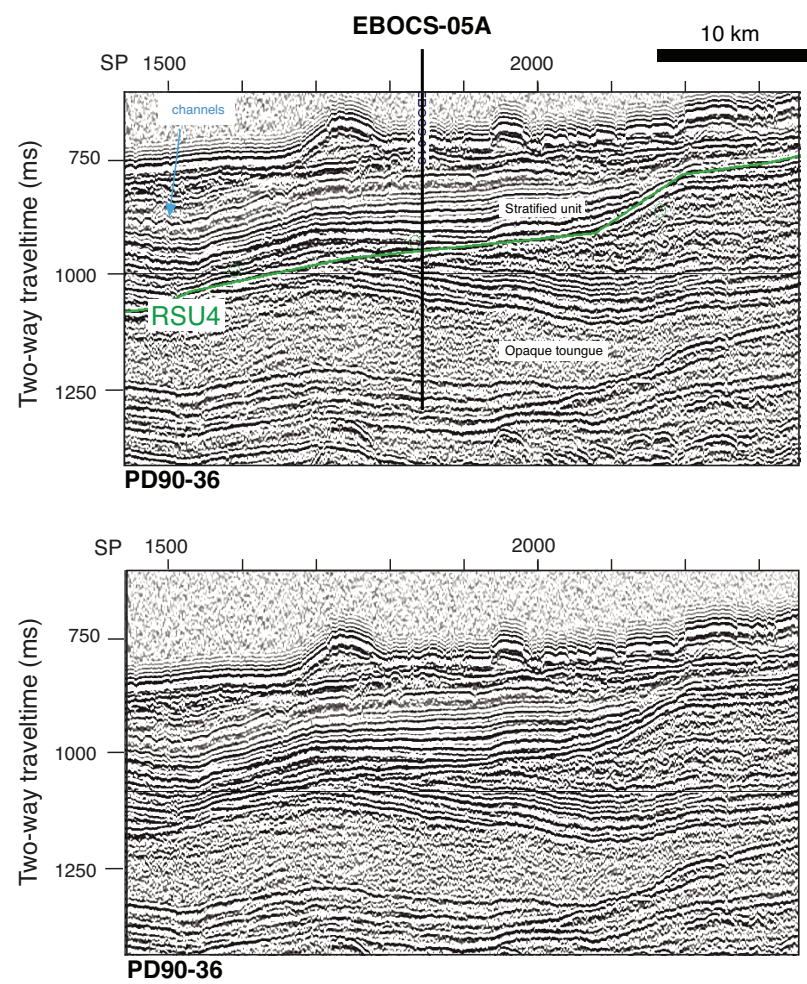 EBOCS-05A
10 km
SP 1500 2000
channels
750
Stratified unit
1000
RSU4
Opaque toungue
1250
Two-way traveltime (ms)
PD90-36
SP 1500 2000
750
1000
1250
Two-way traveltime (ms)
PD90-36